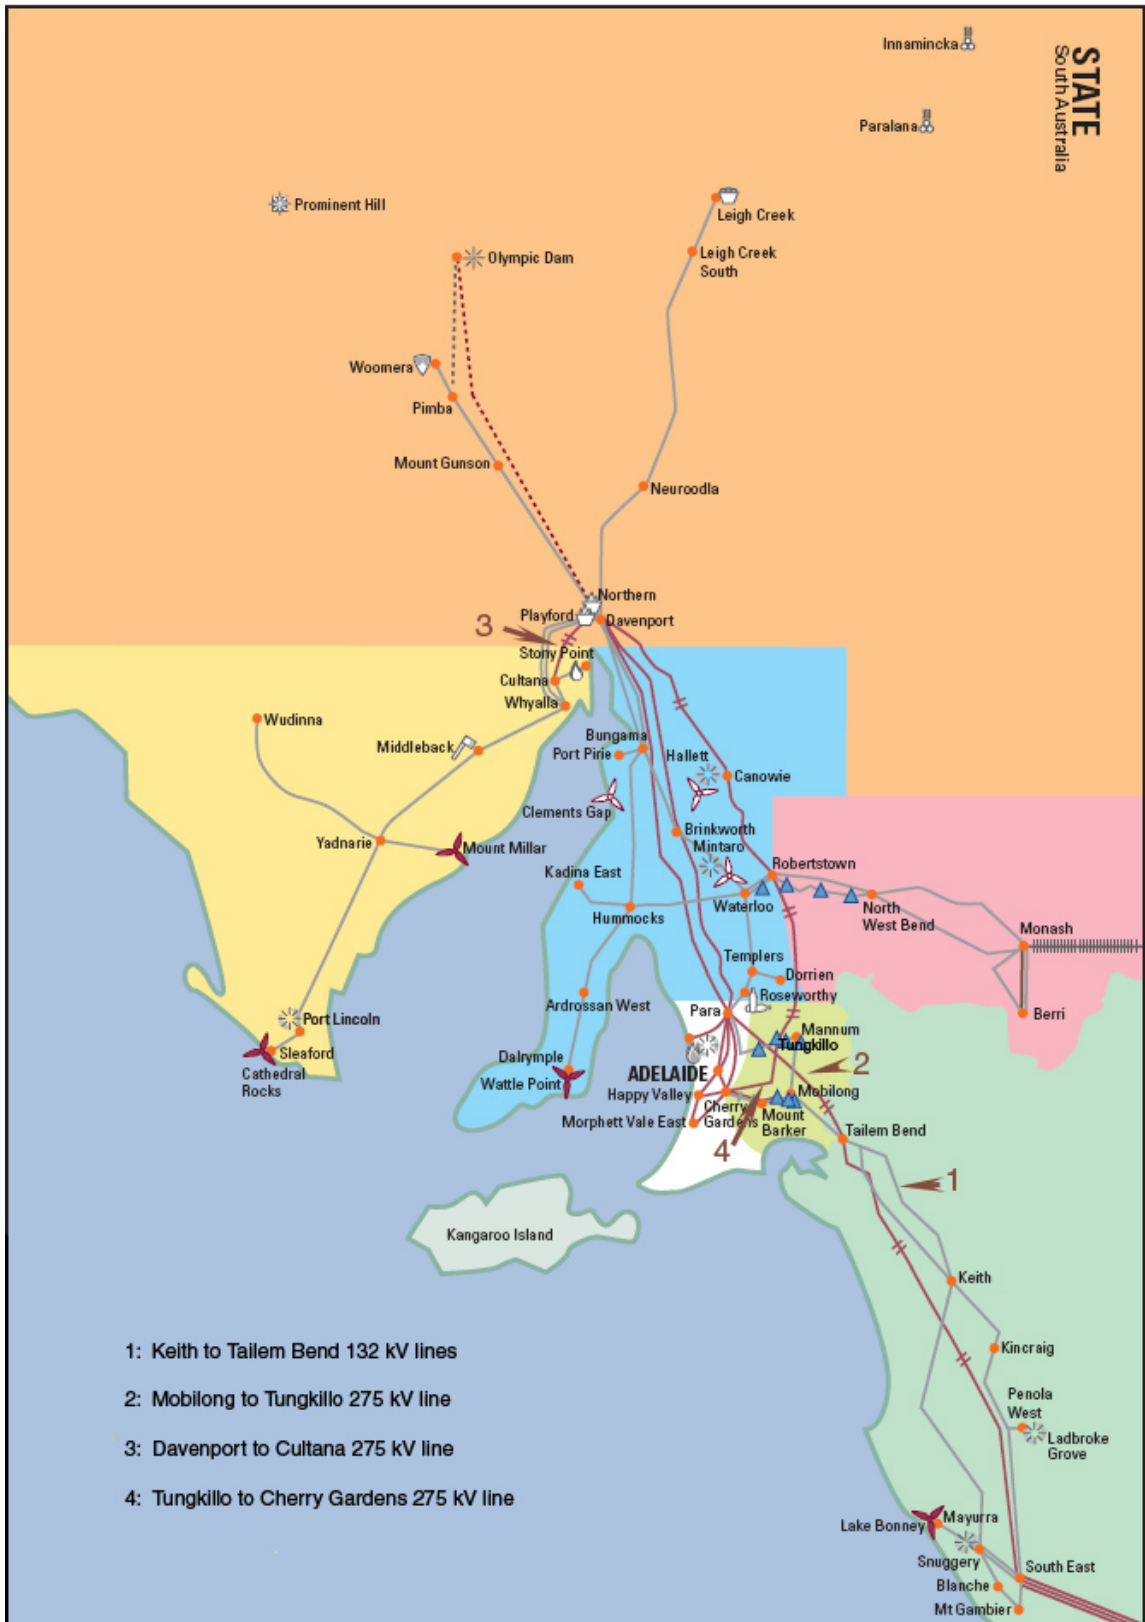 Innamincka
STATE
South Australia
Paralana
Prominent Hill
Leigh Creek
Olympic Dam
Leigh Creek
South
Woomera
Pimba
Mount Gunson
Neuroodla
Northern
Playford
Davenport
3
Stony Point
Cultana
Whyalla
Wudinna
Middleback
Bungama
Port Pirie
Hallett
Canowie
Clements Gap
Brinkworth
Mintaro
Yadnarie
Mount Millar
Kadina East
Robertstown
Hummocks
Waterloo
North
West Bend
Monash
Templers
Dorrien
Ardrossan West
Roseworthy
Para
Berri
Port Lincoln
Mannum
Tungkillo
Sleaford
Cathedral
Rocks
Dalrymple
Wattle Point
ADELAIDE
2
Happy Valley
Mobilong
Cherry
Gardens
Mount
Barker
Morphett Vale East
Tailem Bend
4
1
Kangaroo Island
Keith
1: Keith to Tailem Bend 132 kV lines
Kincraig
2: Mobilong to Tungkillo 275 kV line
Penola
West
Ladbroke
Grove
3: Davenport to Cultana 275 kV line
4: Tungkillo to Cherry Gardens 275 kV line
Mayurra
Lake Bonney
Snuggery
South East
Blanche
Mt Gambier